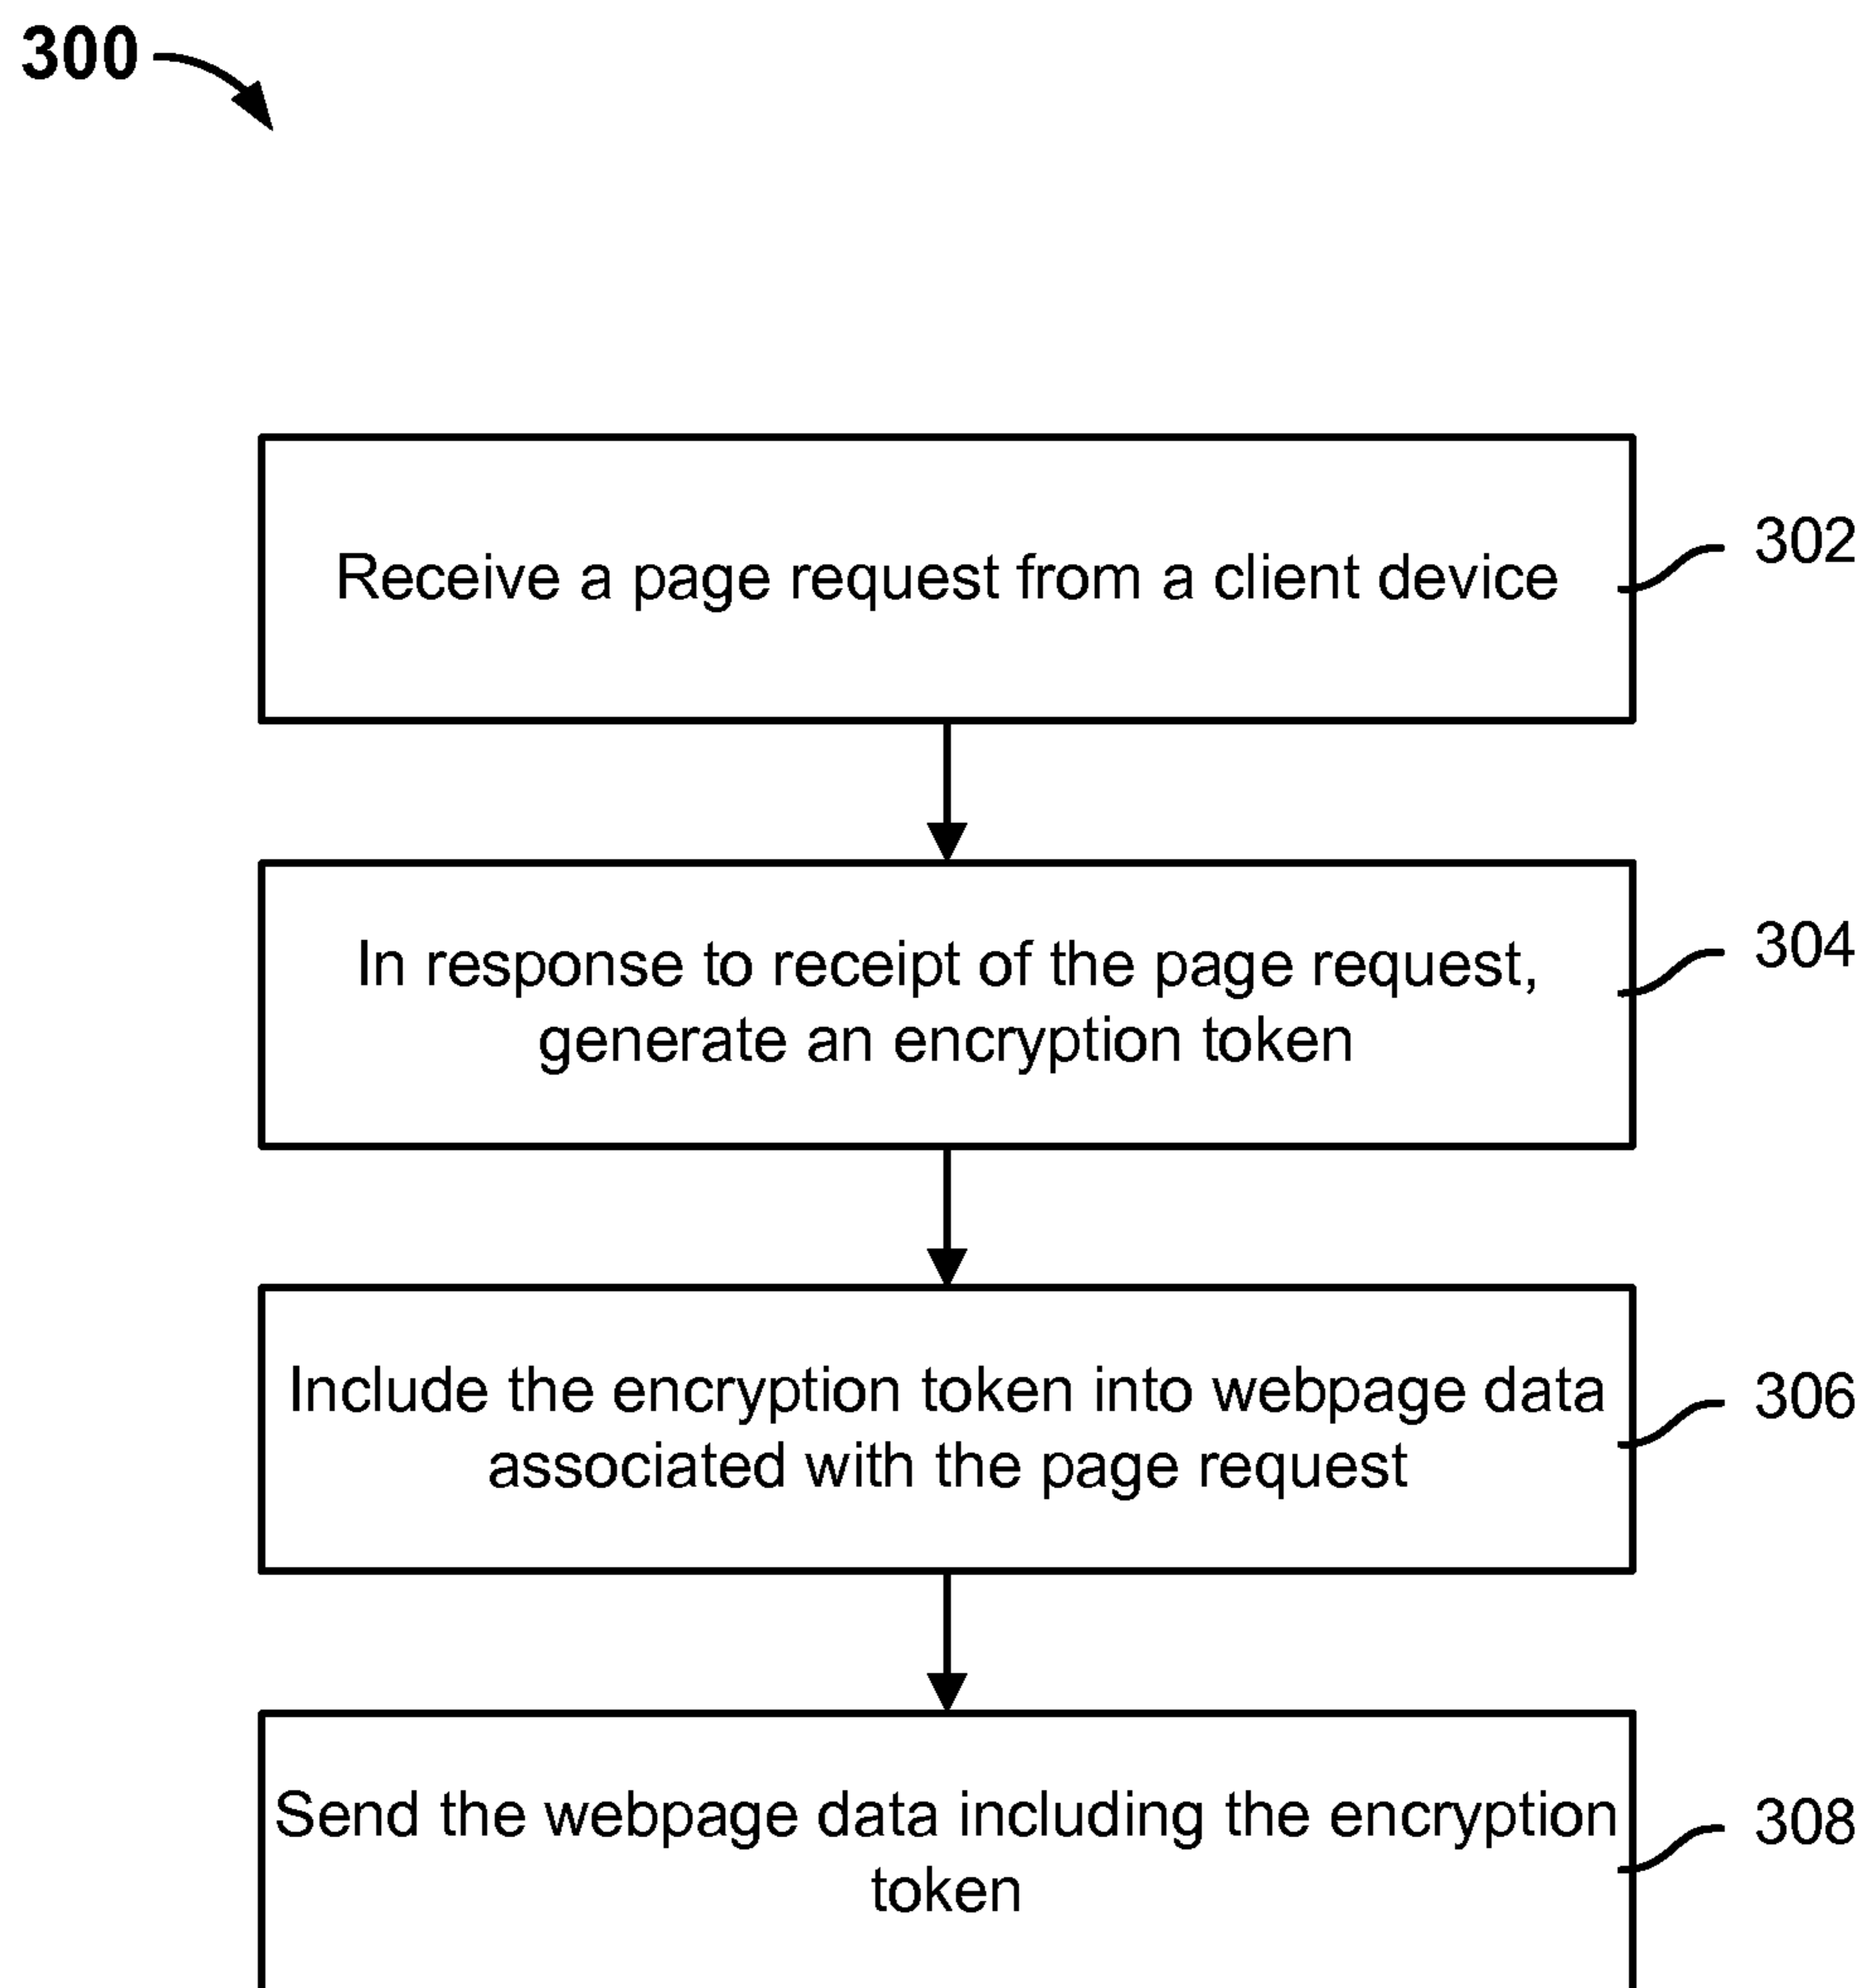 300
Receive a page request from a client device
302
In response to receipt of the page request,
generate an encryption token
304
Include the encryption token into webpage data
associated with the page request
306
Send the webpage data including the encryption
token
308